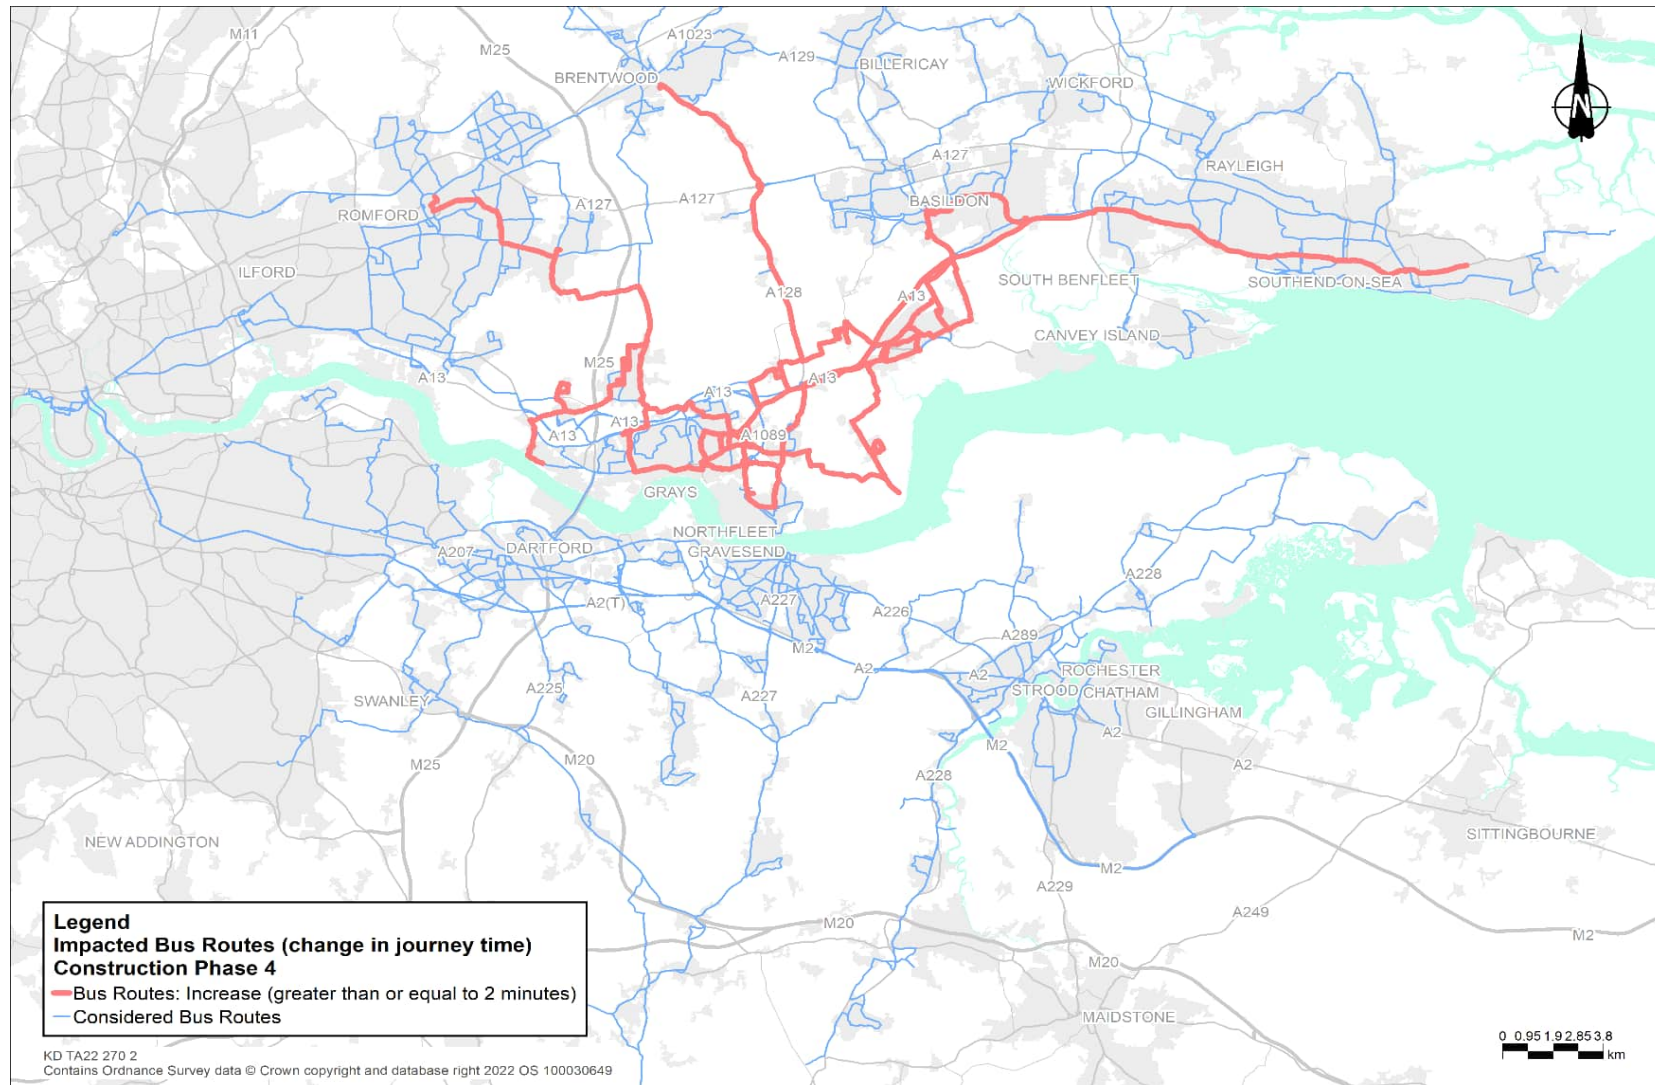 M11
A1023
M25
A129
BILLERICAY
BRENTWOOD
WICKFORD
N
A127
RAYLEIGH
A127
A127
BASILDON
ROMFORD
ILFORD
SOUTH BENFLEET
SOUTHEND-ON-SEA
A128
A13
CANVEY ISLAND
M25
A13
A13
A13
A13
A13
A1089
GRAYS
NORTHFLEET
GRAVESEND
A207
DARTFORD
A228
A2(T)
A227
A226
A289
M2
A2
A2
ROCHESTER
STROOD
CHATHAM
SWANLEY
A225
A227
GILLINGHAM
A2
M2
M25
M20
A228
A2
NEW ADDINGTON
SITTINGBOURNE
M2
A229
A249
M20
M2
M20
MAIDSTONE
Legend
Impacted Bus Routes (change in journey time)
Construction Phase 4
Bus Routes: Increase (greater than or equal to 2 minutes)
Considered Bus Routes
0 0.95 1.9 2.85 3.8
km
KD TA22 270 2
Contains Ordnance Survey data © Crown copyright and database right 2022 OS 100030649